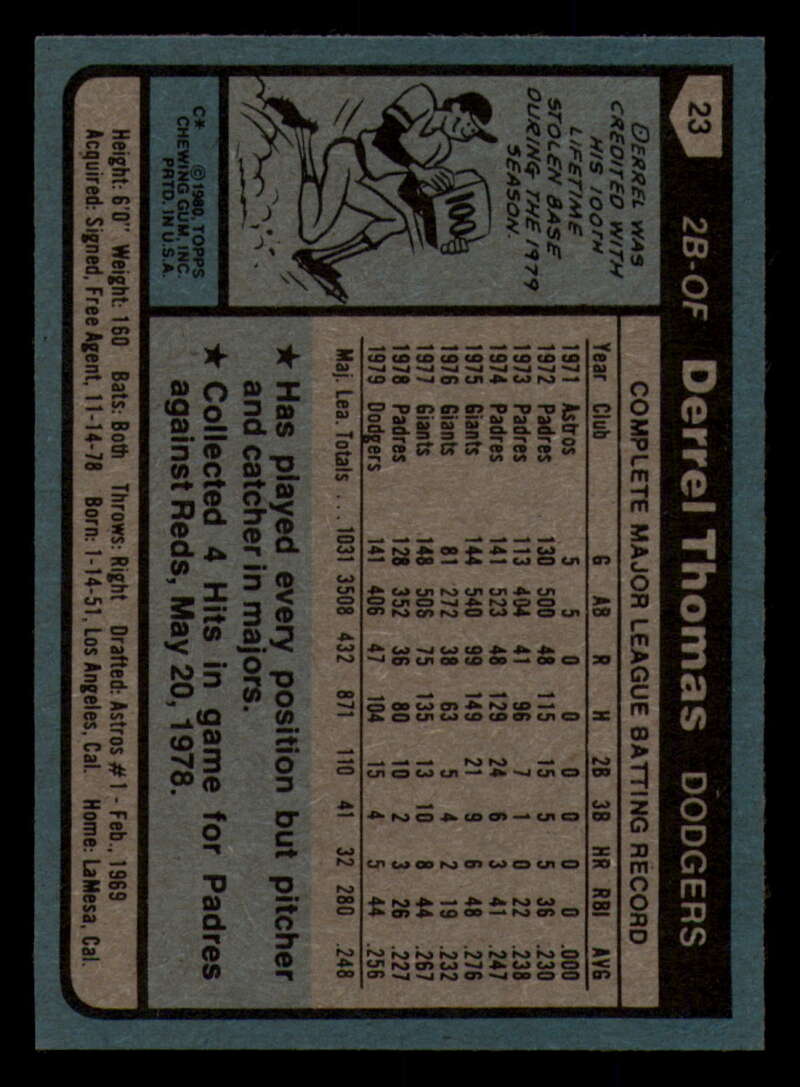 23 2B-OF Derrel Thomas DODGERS
DERREL WAS
CREDITED WITH
HIS 100TH
LIFETIME
STOLEN BASE
DURING THE 1979
SEASON.
100
C* ©1980, TOPPS
CHEWING GUM, INC.
PRTD. IN U.S.A.
COMPLETE MAJOR LEAGUE BATTING RECORD
Year Club G AB R H 2B 3B HR RBI AVG
1971 Astros 5 5 0 0 0 0 0 0 .000
1972 Padres 130 500 48 115 15 5 5 36 .230
1973 Padres 113 404 41 96 7 1 0 22 .238
1974 Padres 141 523 48 129 24 6 3 41 .247
1975 Giants 144 540 99 149 21 9 6 48 .276
1976 Giants 81 272 38 63 5 4 2 19 .232
1977 Giants 148 506 75 135 13 10 8 44 .267
1978 Padres 128 352 36 80 10 2 3 26 .227
1979 Dodgers 141 406 47 104 15 4 5 44 .256
Maj. Lea. Totals . . . 1031 3508 432 871 110 41 32 280 .248
★ Has played every position but pitcher
and catcher in majors.
★ Collected 4 Hits in game for Padres
against Reds, May 20, 1978.
Height: 6'0" Weight: 160 Bats: Both Throws: Right Drafted: Astros #1 - Feb., 1969
Acquired: Signed, Free Agent, 11-14-78 Born: 1-14-51, Los Angeles, Cal. Home: LaMesa, Cal.